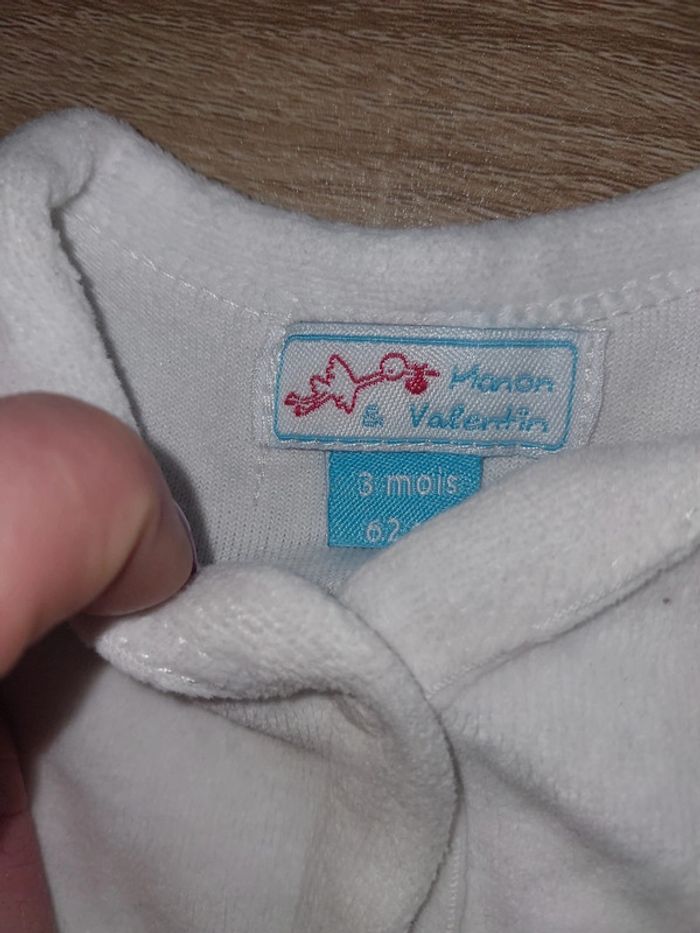 Manon
& Valentin
3 mois
62